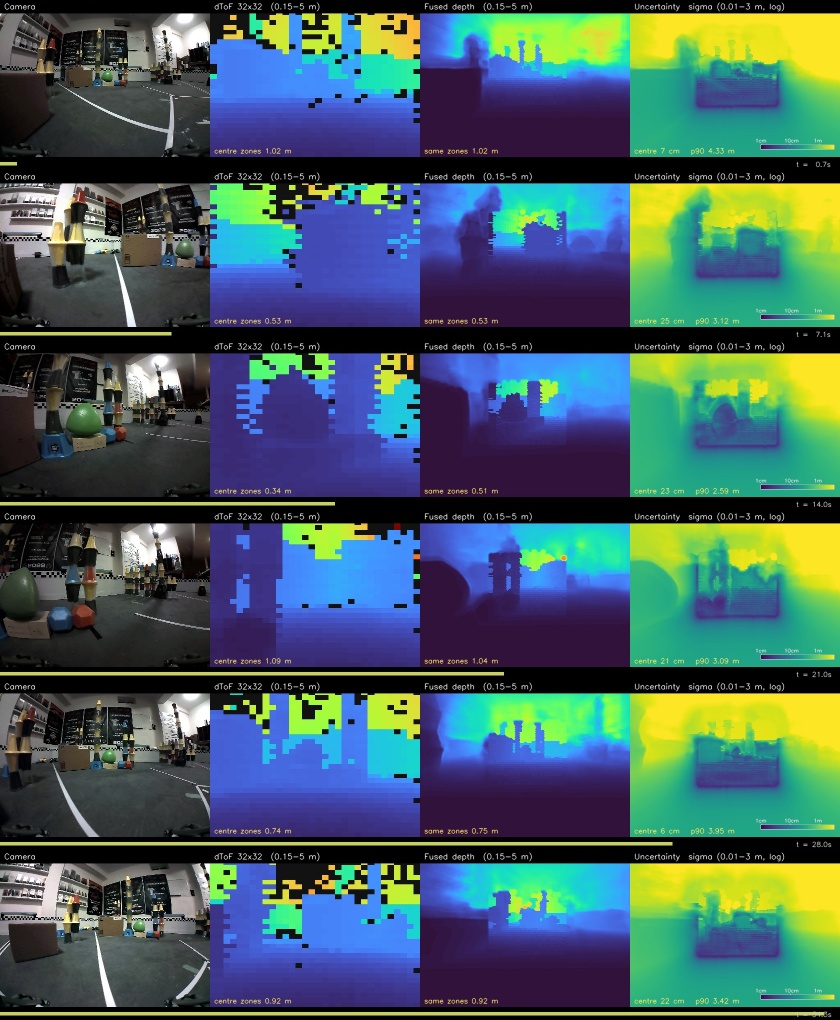 Camera dToF 32x32 (0.15-5 m) Fused depth (0.15-5 m) Uncertainty sigma (0.01-3 m, log)
1cm 10cm 1m
centre zones 1.02 m same zones 1.02 m centre 7 cm p90 4.33 m
t = 0.7s
Camera dToF 32x32 (0.15-5 m) Fused depth (0.15-5 m) Uncertainty sigma (0.01-3 m, log)
1cm 10cm 1m
centre zones 0.53 m same zones 0.53 m centre 25 cm p90 3.12 m
t = 7.1s
Camera dToF 32x32 (0.15-5 m) Fused depth (0.15-5 m) Uncertainty sigma (0.01-3 m, log)
1cm 10cm 1m
centre zones 0.34 m same zones 0.51 m centre 23 cm p90 2.59 m
t = 14.0s
Camera dToF 32x32 (0.15-5 m) Fused depth (0.15-5 m) Uncertainty sigma (0.01-3 m, log)
1cm 10cm 1m
centre zones 1.09 m same zones 1.04 m centre 21 cm p90 3.09 m
t = 21.0s
Camera dToF 32x32 (0.15-5 m) Fused depth (0.15-5 m) Uncertainty sigma (0.01-3 m, log)
1cm 10cm 1m
centre zones 0.74 m same zones 0.75 m centre 6 cm p90 3.95 m
t = 28.0s
Camera dToF 32x32 (0.15-5 m) Fused depth (0.15-5 m) Uncertainty sigma (0.01-3 m, log)
1cm 10cm 1m
centre zones 0.92 m same zones 0.92 m centre 22 cm p90 3.42 m